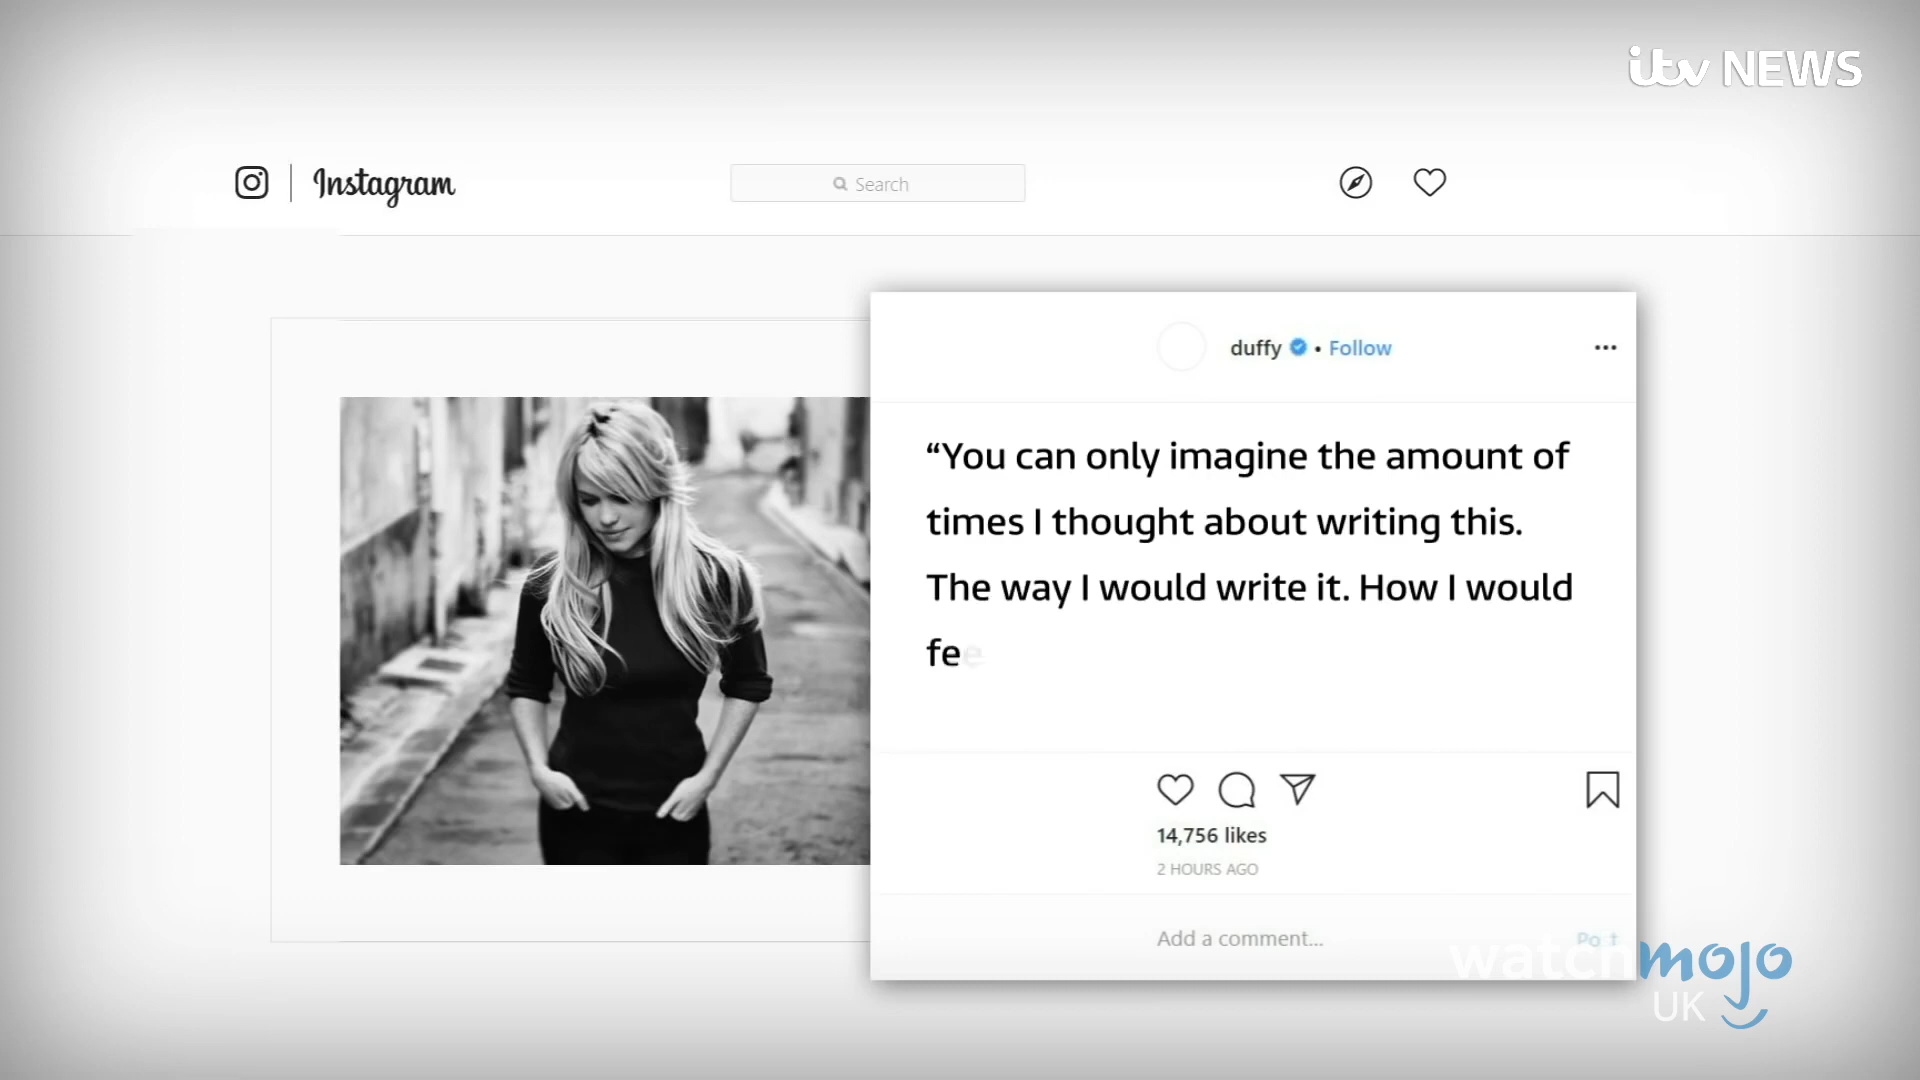 itv NEWS
Instagram
Search
duffy • Follow
“You can only imagine the amount of
times I thought about writing this.
The way I would write it. How I would
fe
14,756 likes
2 HOURS AGO
Add a comment...
Post
watchmojo
UK